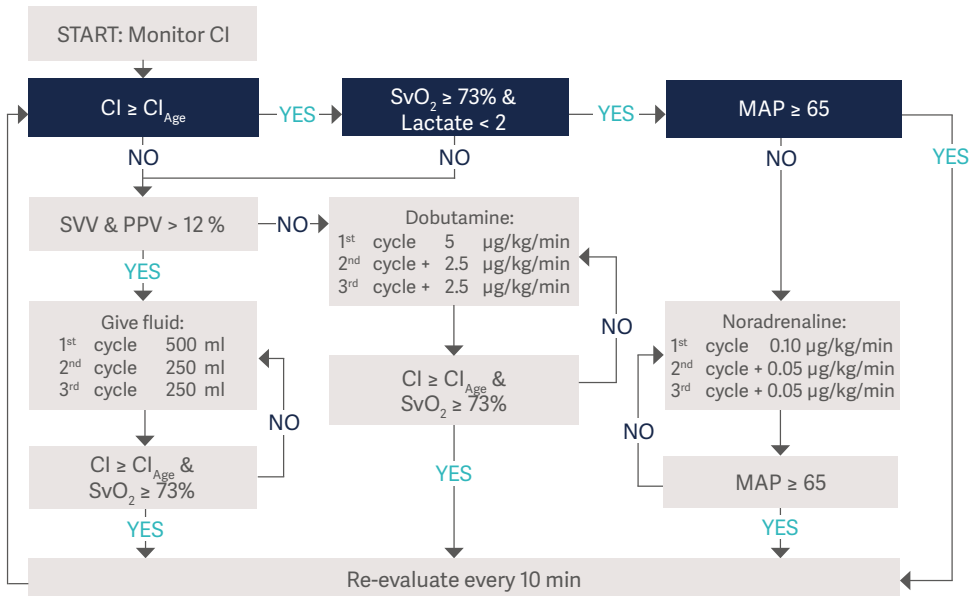 START: Monitor CI
CI ≥ CI_Age
YES
SvO₂ ≥ 73% &
Lactate < 2
YES
MAP ≥ 65
YES
NO
NO
NO
SVV & PPV > 12 %
NO
Dobutamine:
1st cycle 5 µg/kg/min
2nd cycle + 2.5 µg/kg/min
3rd cycle + 2.5 µg/kg/min
YES
Give fluid:
1st cycle 500 ml
2nd cycle 250 ml
3rd cycle 250 ml
NO
Noradrenaline:
1st cycle 0.10 µg/kg/min
2nd cycle + 0.05 µg/kg/min
3rd cycle + 0.05 µg/kg/min
CI ≥ CI_Age &
SvO₂ ≥ 73%
NO
NO
CI ≥ CI_Age &
SvO₂ ≥ 73%
YES
MAP ≥ 65
YES
YES
Re-evaluate every 10 min